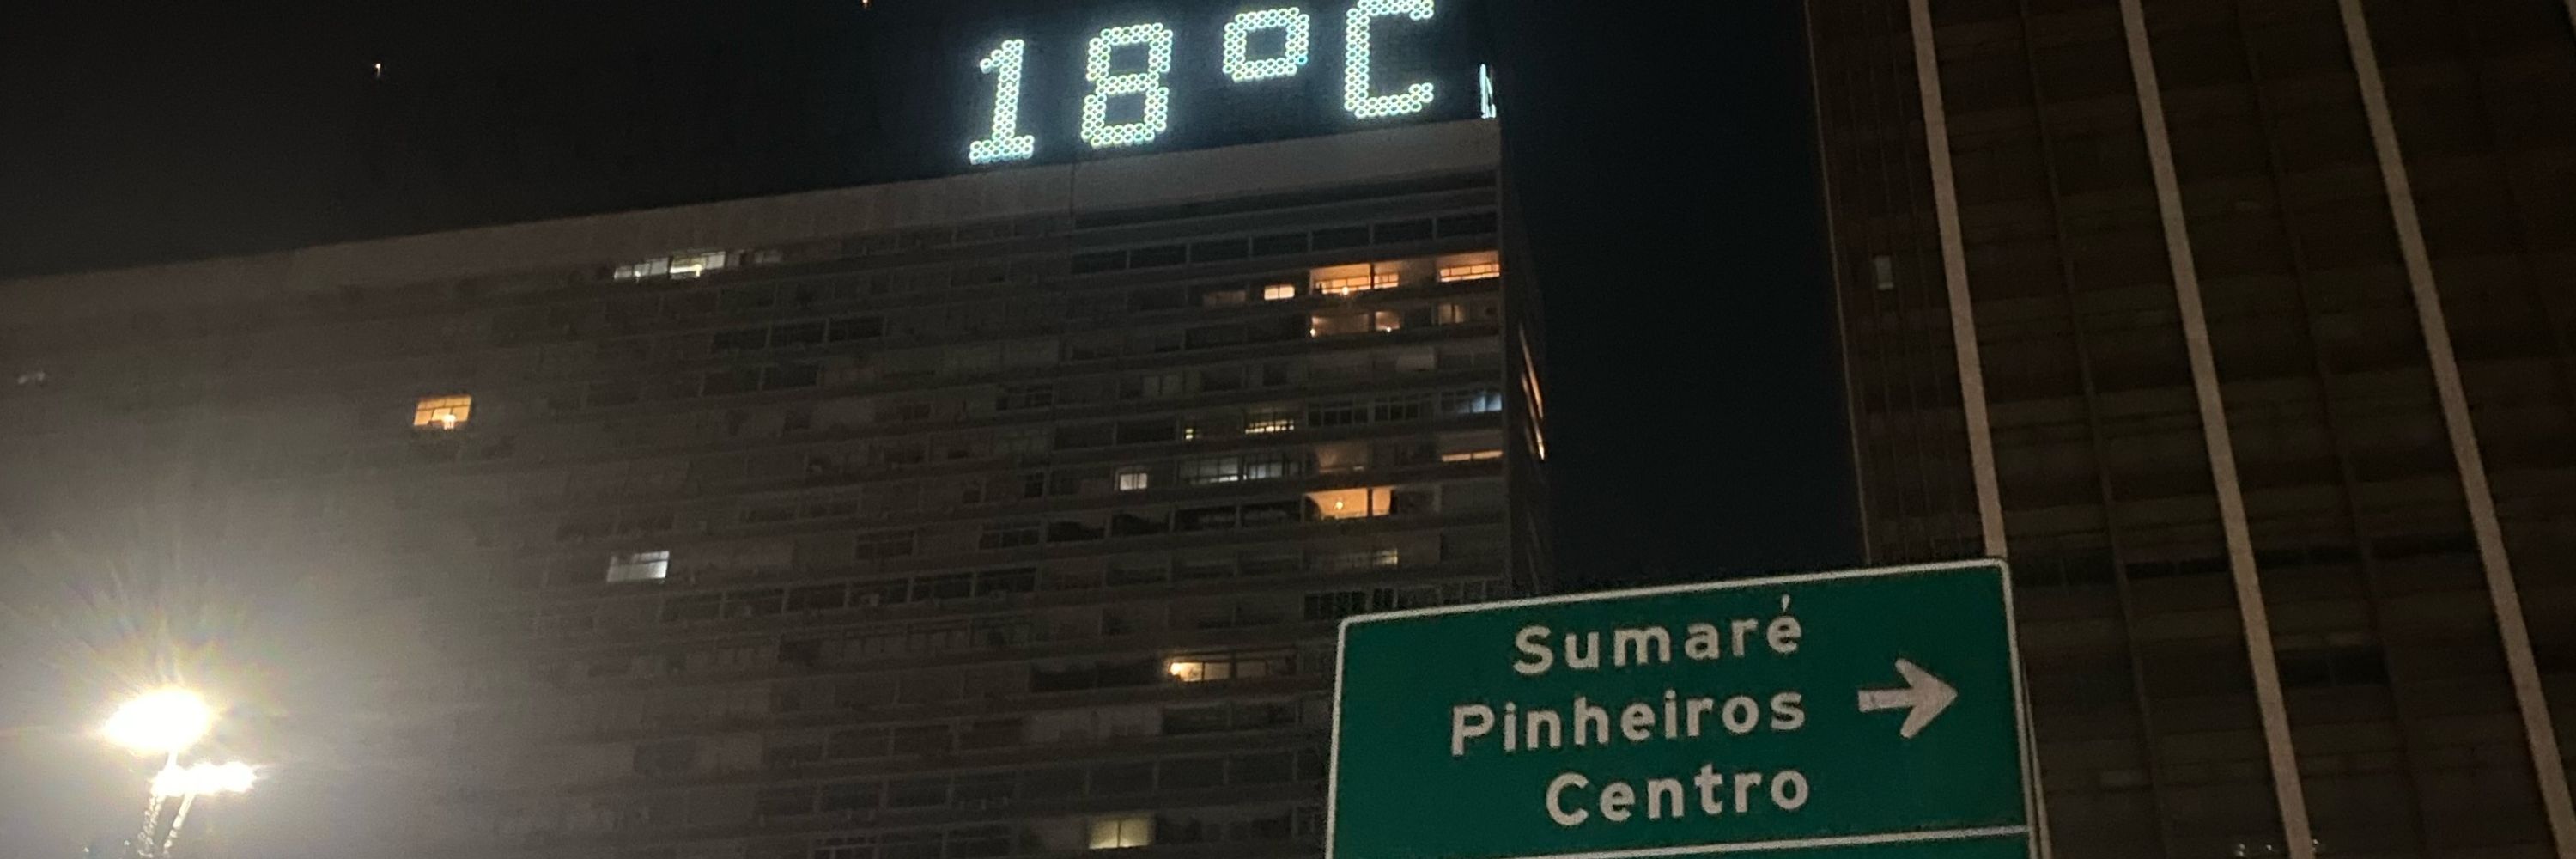 18°C
Sumaré
Pinheiros
Centro